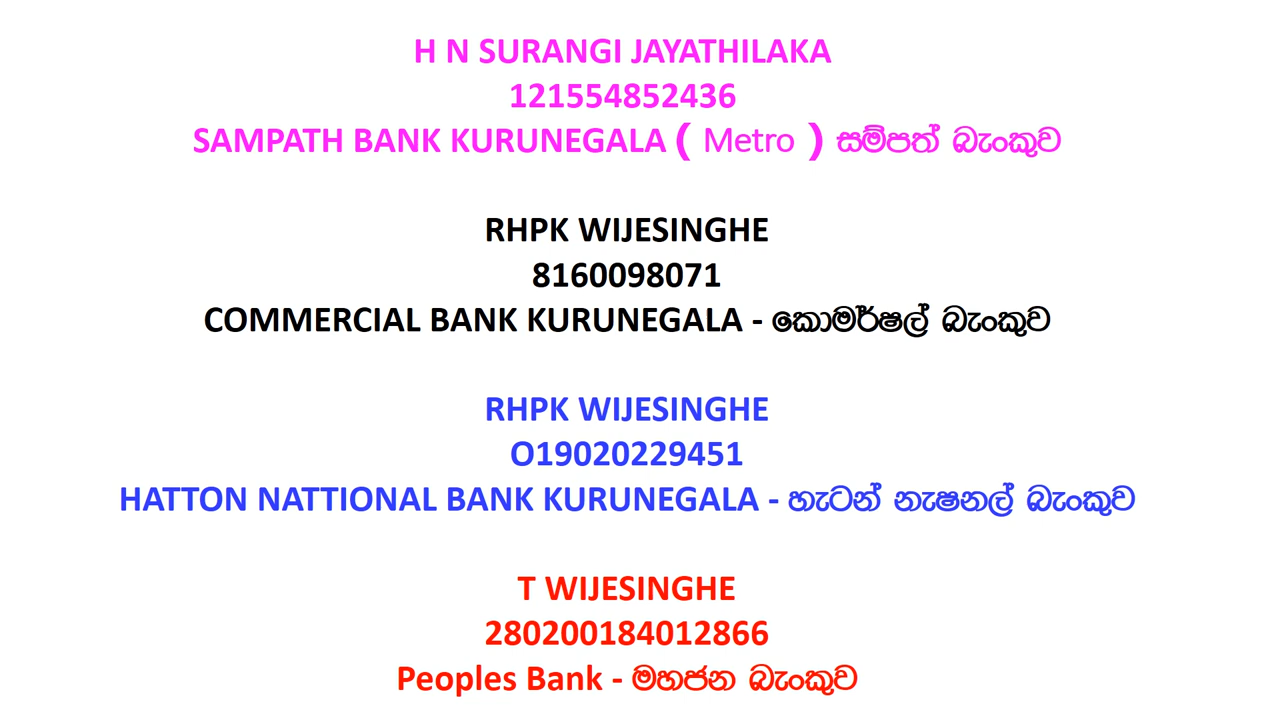 H N SURANGI JAYATHILAKA
121554852436
SAMPATH BANK KURUNEGALA ( Metro ) සම්පත් බැංකුව
RHPK WIJESINGHE
8160098071
COMMERCIAL BANK KURUNEGALA - කොමර්ෂල් බැංකුව
RHPK WIJESINGHE
O19020229451
HATTON NATTIONAL BANK KURUNEGALA - හැටන් නැෂනල් බැංකුව
T WIJESINGHE
280200184012866
Peoples Bank - මහජන බැංකුව